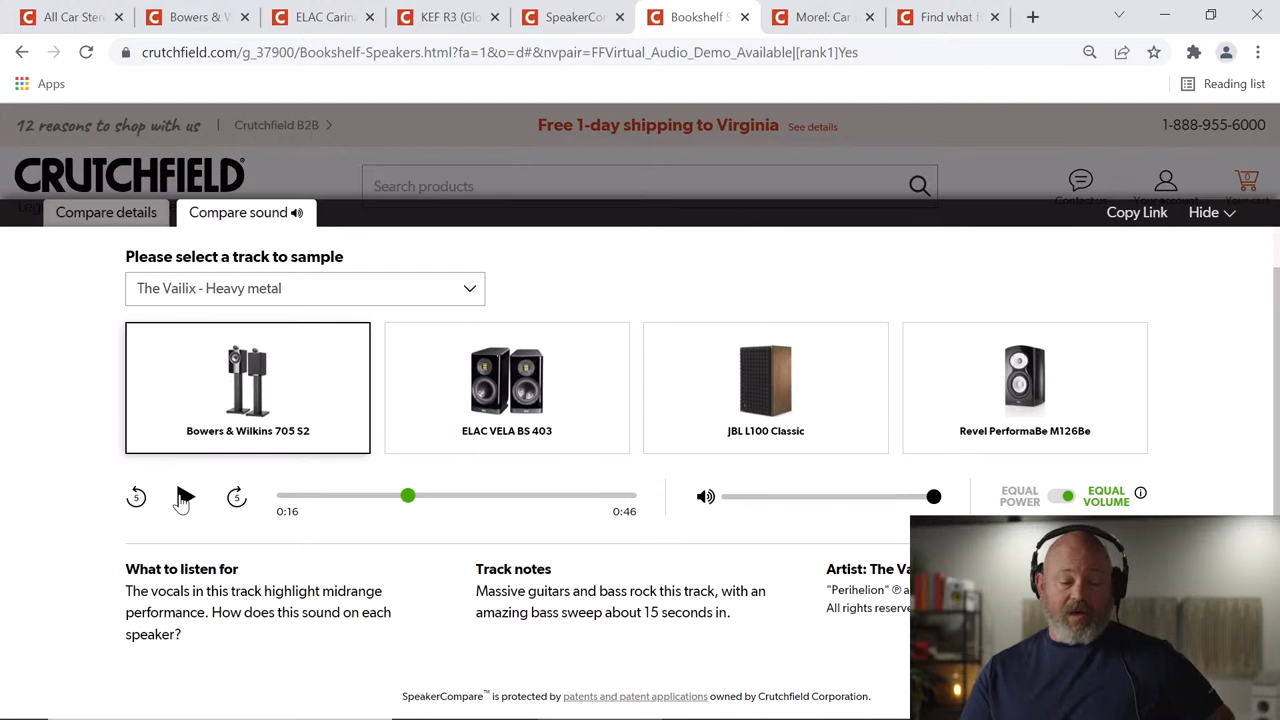 All Car Ster
Bowers & W
ELAC Carin
KEF R3 (Glo
SpeakerCor
Bookshelf S
Morel: Car
Find what f
crutchfield.com/g_37900/Bookshelf-Speakers.html?fa=1&o=d#&nvpair=FFVirtual_Audio_Demo_Available|[rank1]Yes
Apps
Reading list
12 reasons to shop with us | Crutchfield B2B
Free 1-day shipping to Virginia See details
1-888-955-6000
CRUTCHFIELD
Search products
0
Compare details
Compare sound
Copy Link
Hide
Please select a track to sample
The Vailix - Heavy metal
Bowers & Wilkins 705 S2
ELAC VELA BS 403
JBL L100 Classic
Revel PerformaBe M126Be
5
5
0:16
0:46
EQUAL POWER
EQUAL VOLUME
What to listen for
The vocals in this track highlight midrange
performance. How does this sound on each
speaker?
Track notes
Massive guitars and bass rock this track, with an
amazing bass sweep about 15 seconds in.
Artist: The Va
"Perihelion" ℗ a
All rights reserve
SpeakerCompare™ is protected by patents and patent applications owned by Crutchfield Corporation.